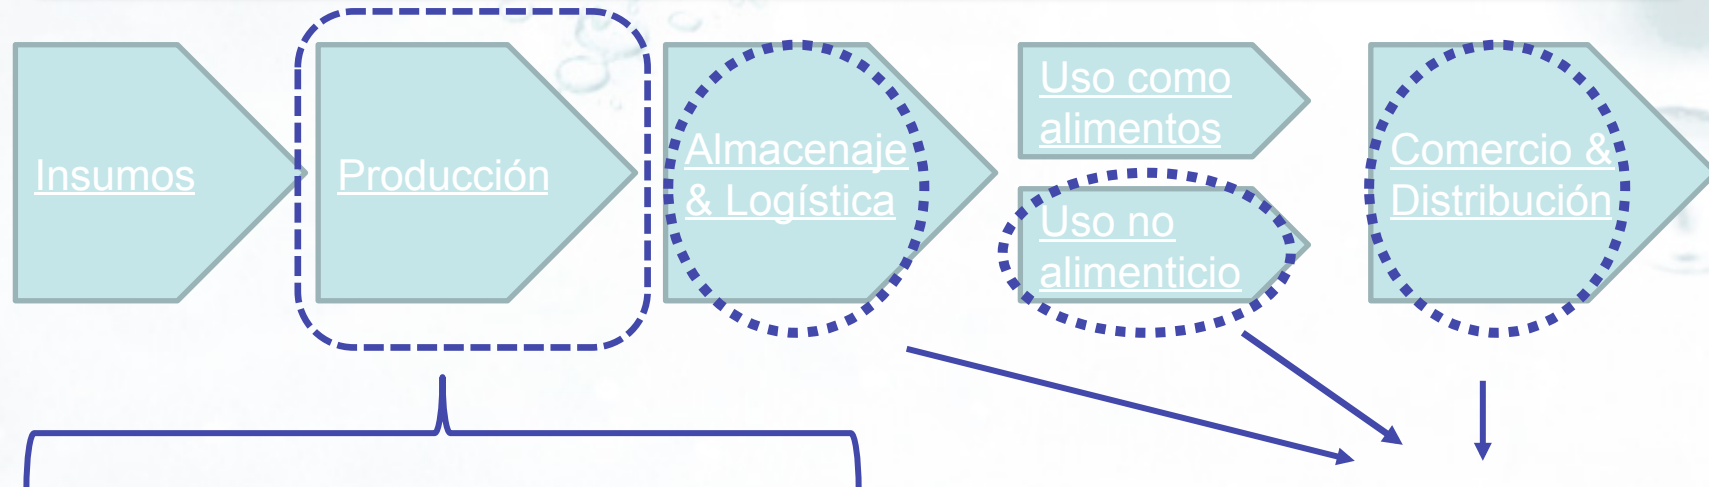 Insumos
Producción
Almacenaje
& Logística
Uso como
alimentos
Uso no
alimenticio
Comercio &
Distribución